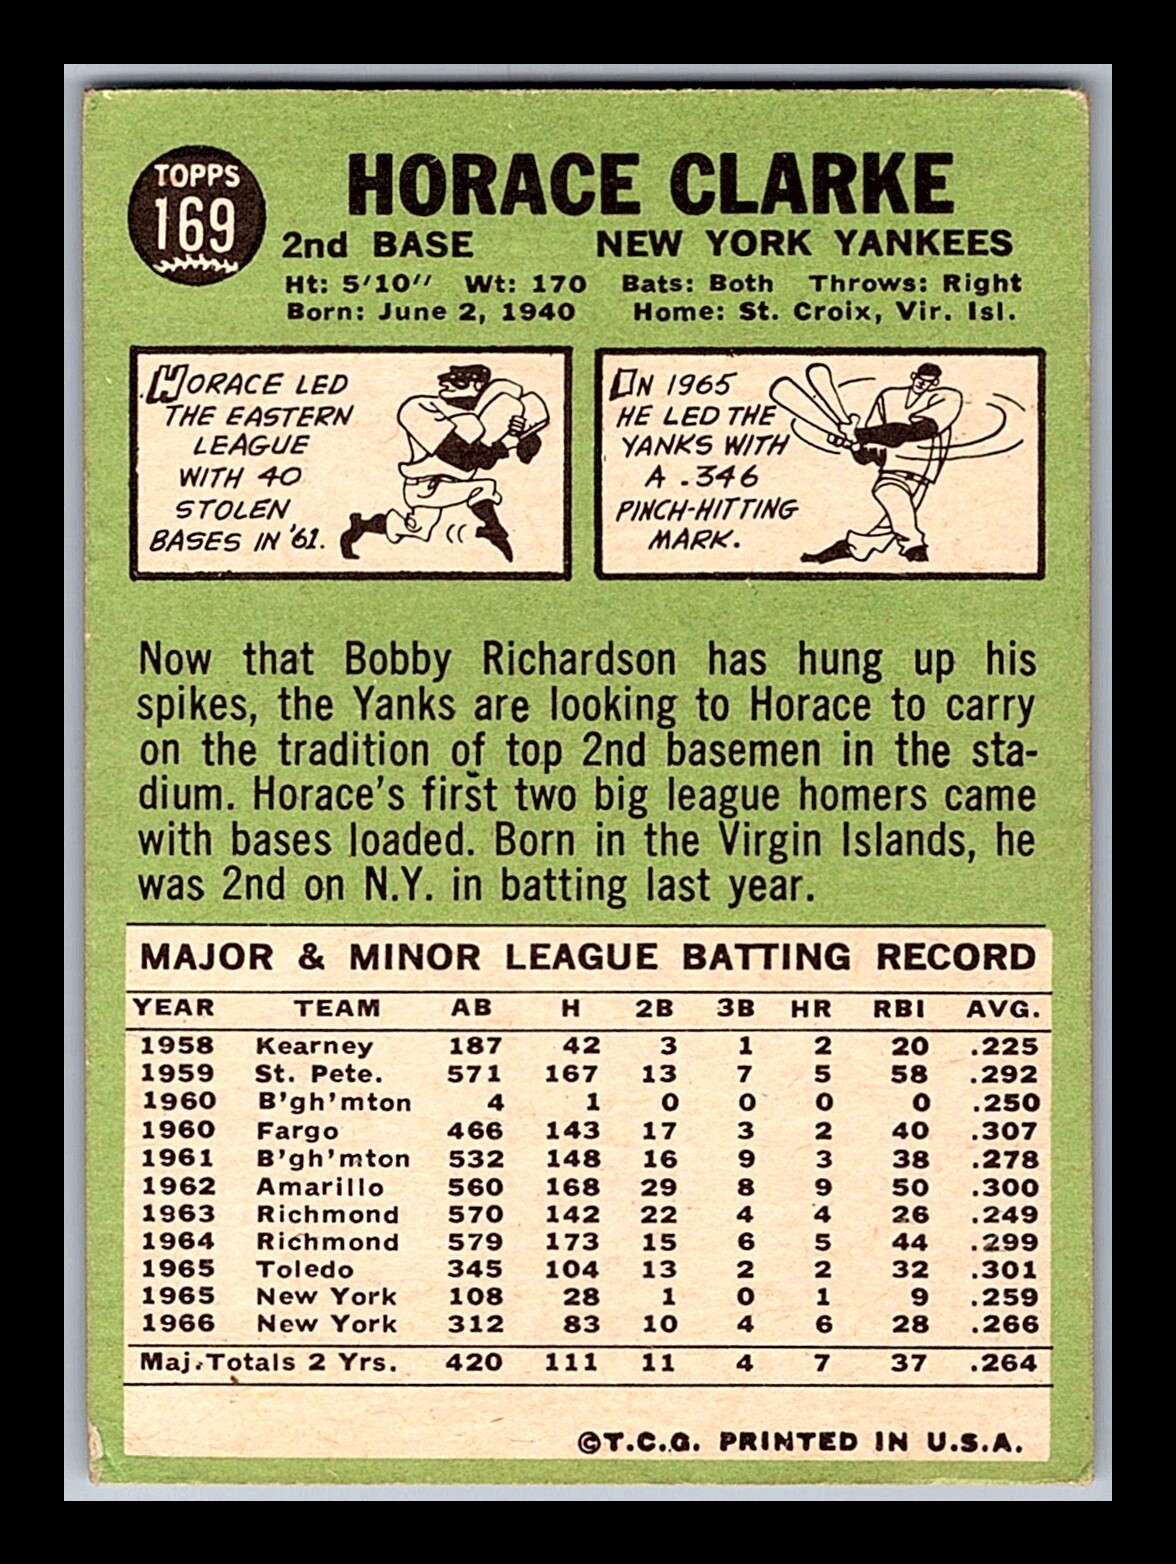 TOPPS
169
HORACE CLARKE
2nd BASE NEW YORK YANKEES
Ht: 5'10" Wt: 170 Bats: Both Throws: Right
Born: June 2, 1940 Home: St. Croix, Vir. Isl.
HORACE LED
THE EASTERN
LEAGUE
WITH 40
STOLEN
BASES IN '61.
IN 1965
HE LED THE
YANKS WITH
A .346
PINCH-HITTING
MARK.
Now that Bobby Richardson has hung up his
spikes, the Yanks are looking to Horace to carry
on the tradition of top 2nd basemen in the sta-
dium. Horace's first two big league homers came
with bases loaded. Born in the Virgin Islands, he
was 2nd on N.Y. in batting last year.
MAJOR & MINOR LEAGUE BATTING RECORD
YEAR TEAM AB H 2B 3B HR RBI AVG.
1958 Kearney 187 42 3 1 2 20 .225
1959 St. Pete. 571 167 13 7 5 58 .292
1960 B'gh'mton 4 1 0 0 0 0 .250
1960 Fargo 466 143 17 3 2 40 .307
1961 B'gh'mton 532 148 16 9 3 38 .278
1962 Amarillo 560 168 29 8 9 50 .300
1963 Richmond 570 142 22 4 4 26 .249
1964 Richmond 579 173 15 6 5 44 .299
1965 Toledo 345 104 13 2 2 32 .301
1965 New York 108 28 1 0 1 9 .259
1966 New York 312 83 10 4 6 28 .266
Maj. Totals 2 Yrs. 420 111 11 4 7 37 .264
©T.C.G. PRINTED IN U.S.A.